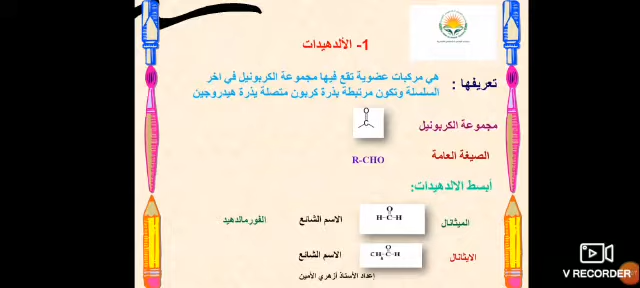 1- الألدهيدات
تعريفها : هي مركبات عضوية تقع فيها مجموعة الكربونيل في اخر
السلسلة وتكون مرتبطة بذرة كربون متصلة بذرة هيدروجين
مجموعة الكربونيل
O
C
الصيغة العامة R-CHO
أبسط الالدهيدات:
O
الميثانال H-C-H الاسم الشائع الفورمالدهيد
O
الايثانال CH3-C-H الاسم الشائع
إعداد الأستاذ أزهري الأمين
V RECORDER